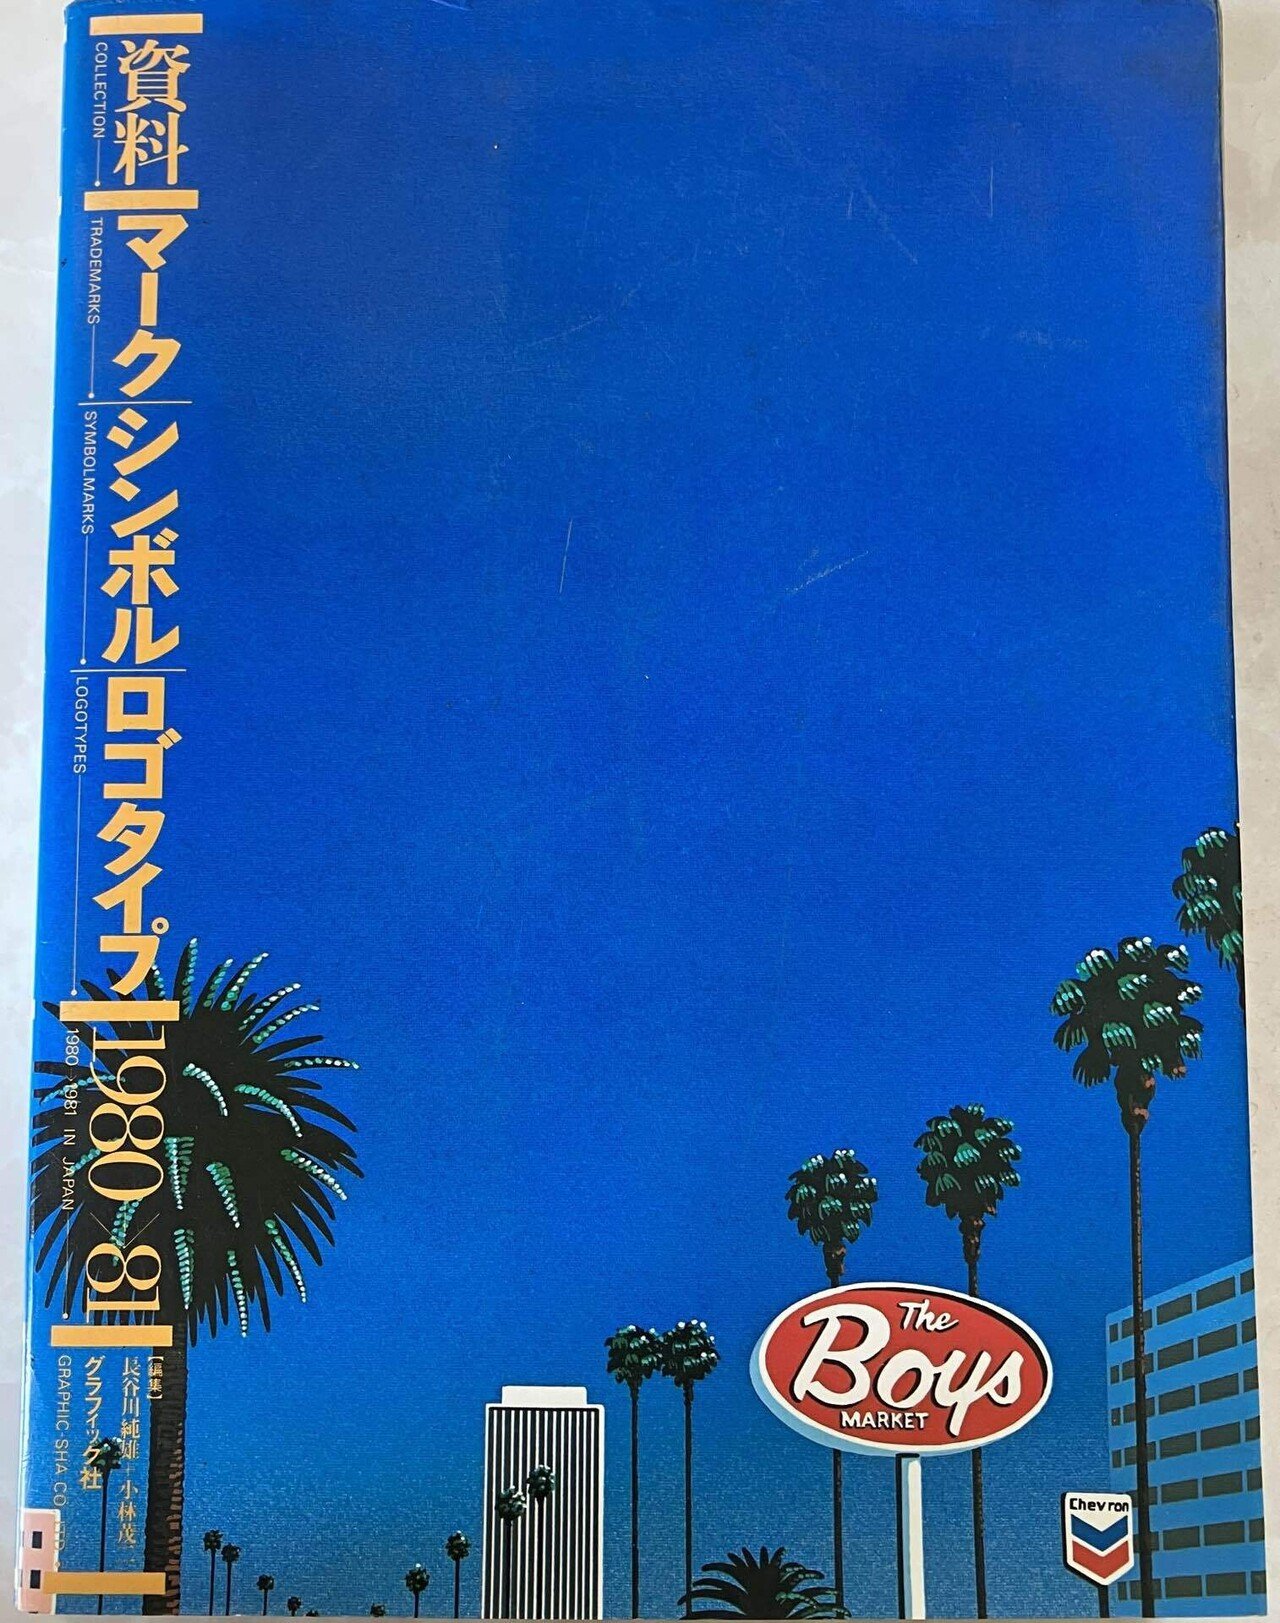 資料
COLLECTION
マーク
TRADEMARKS
シンボル
SYMBOLMARKS
ロゴタイプ
LOGOTYPES
1980×81
1980→1981 IN JAPAN
【編集】
長谷川純雄+小林茂二
グラフィック社
GRAPHIC-SHA CO., LTD.
The
Boys
MARKET
Chevron